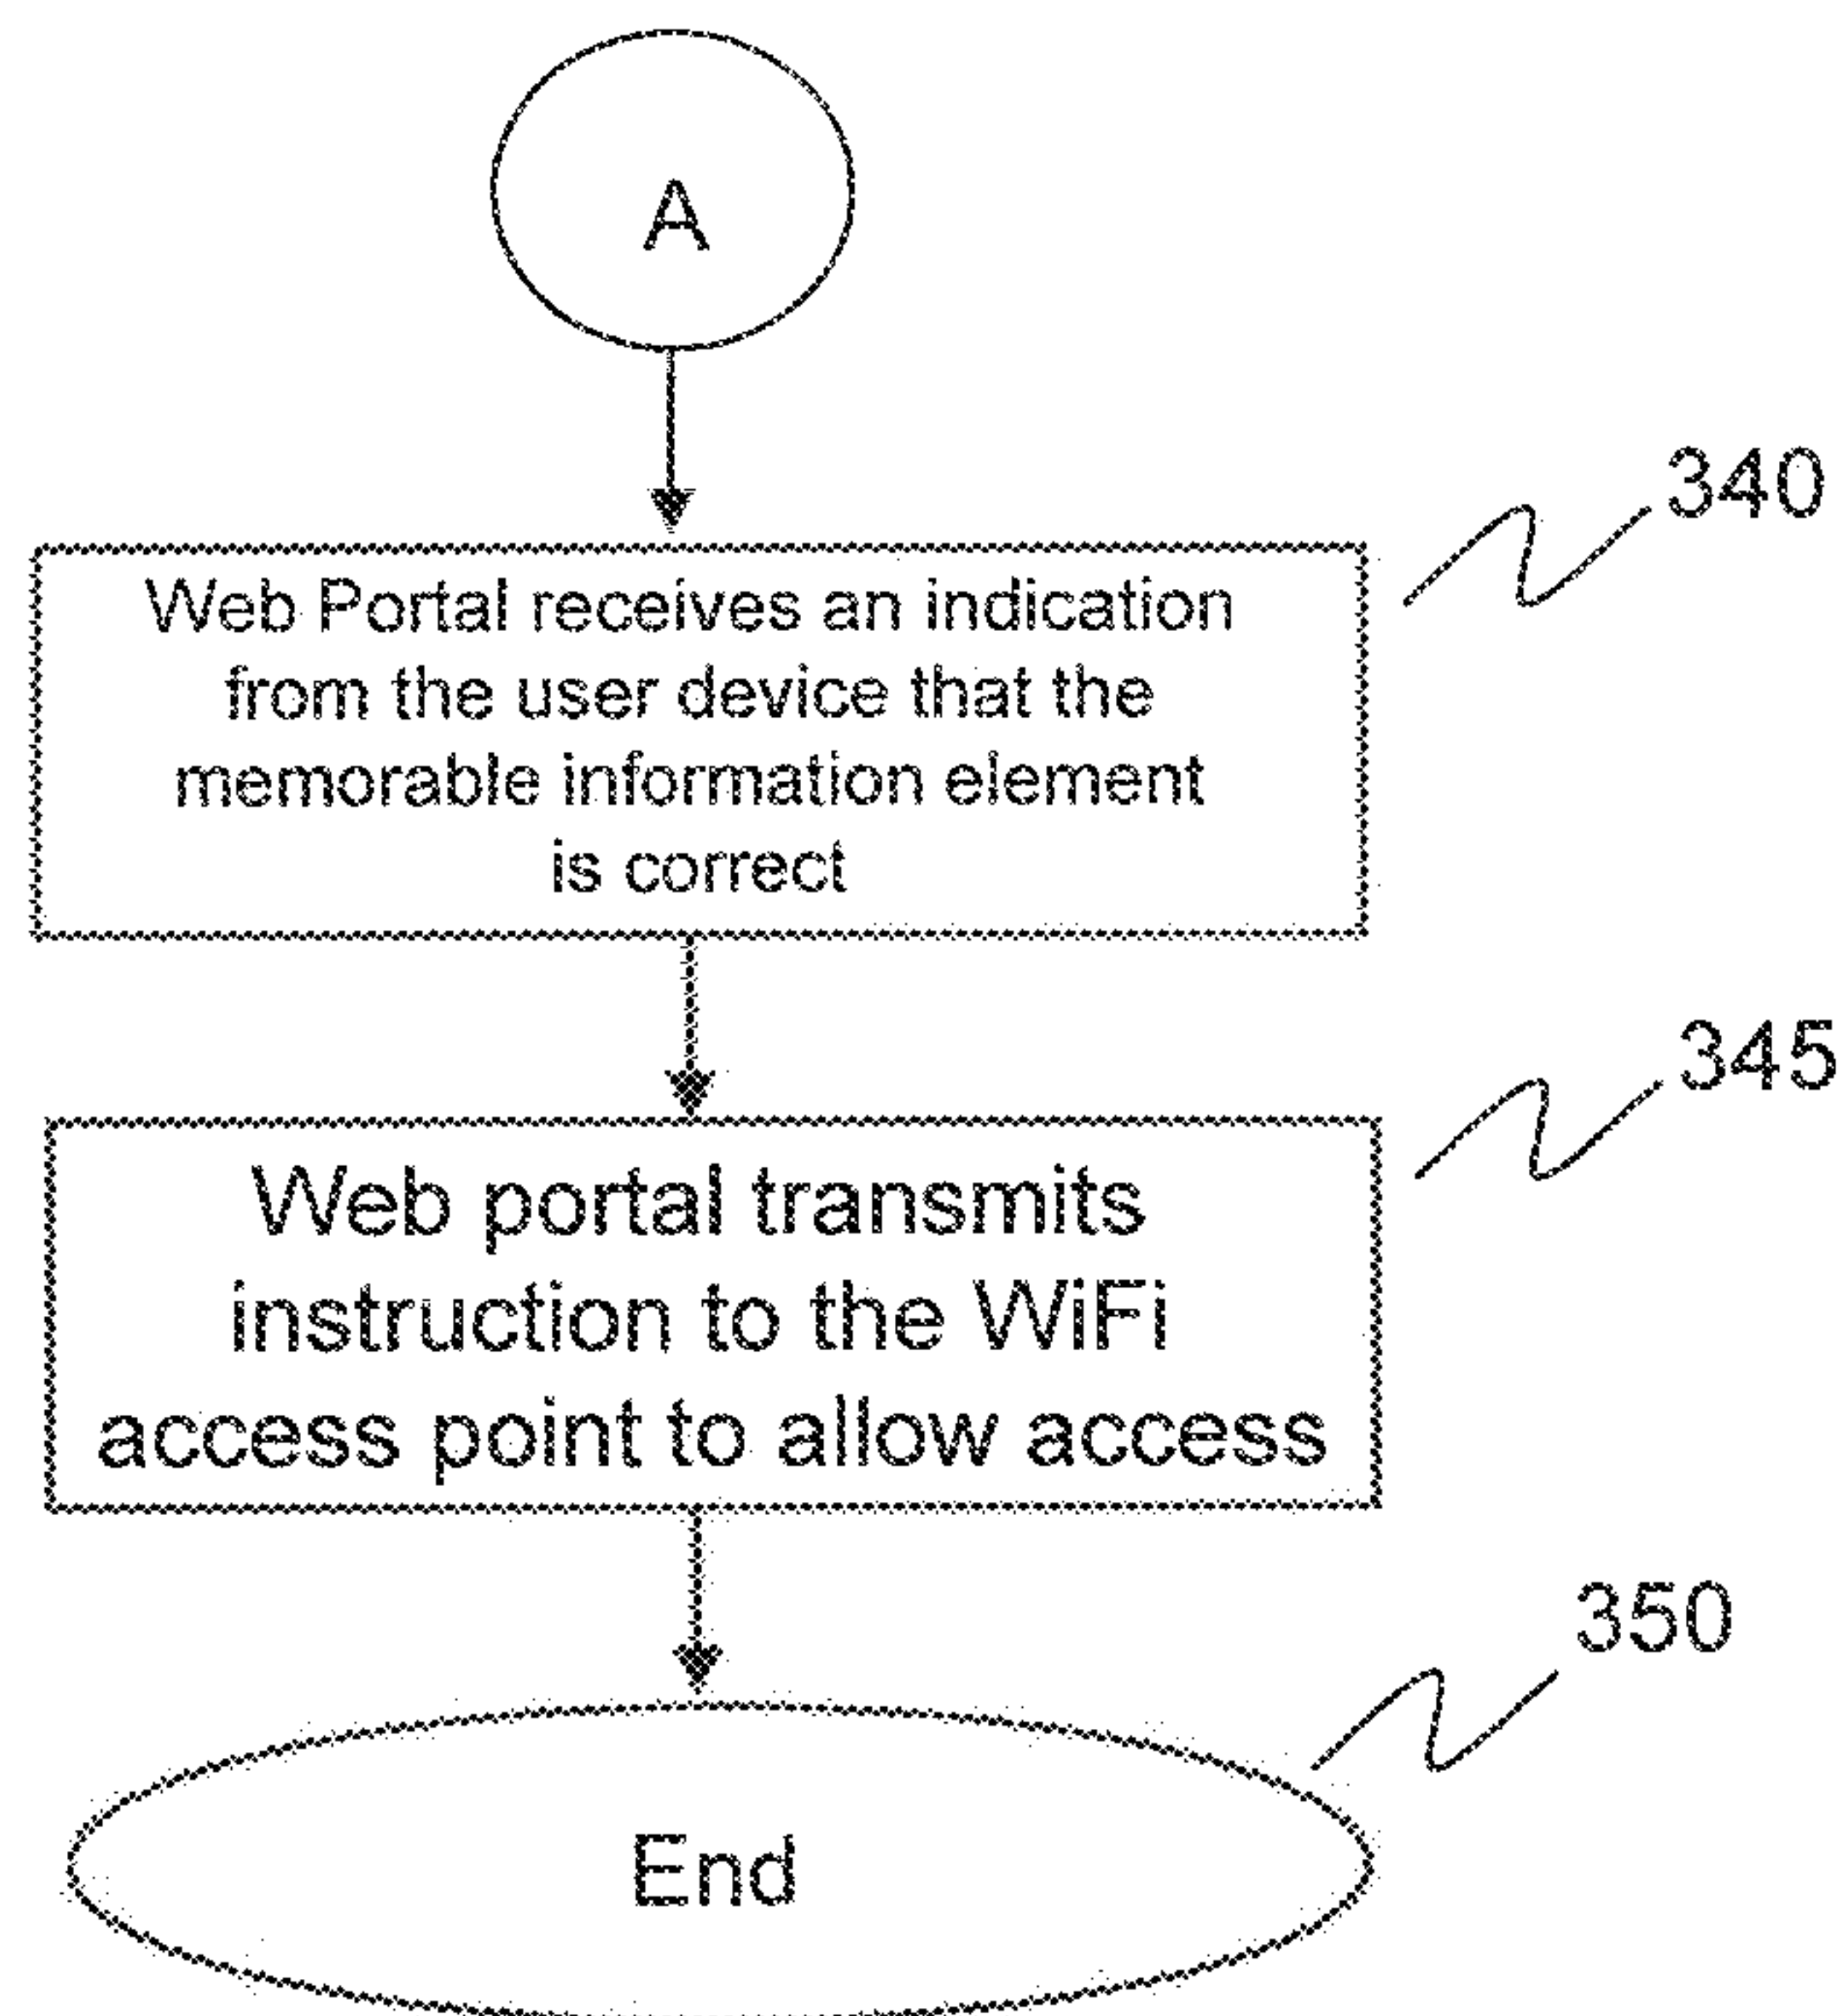 A
340
Web Portal receives an indication
from the user device that the
memorable information element
is correct
345
Web portal transmits
instruction to the WiFi
access point to allow access
350
End